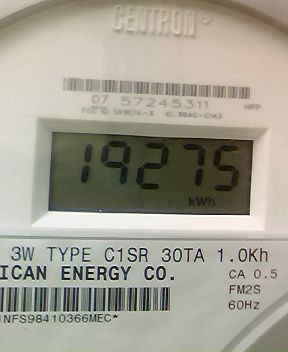 CENTRON®
07 57245311
HPP
19275
kWh
3W TYPE C1SR 30TA 1.0Kh
ICAN ENERGY CO.
CA 0.5
FM2S
60Hz
NFS98410366MEC*